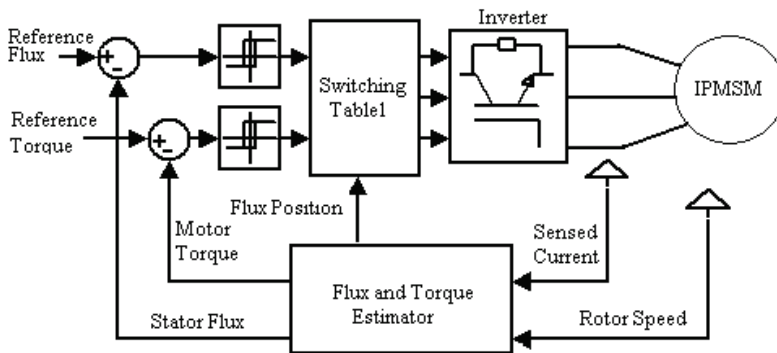 Inverter
Reference
Flux
Switching
Table1
IPMSM
Reference
Torque
Flux Position
Motor
Torque
Sensed
Current
Flux and Torque
Estimator
Stator Flux
Rotor Speed